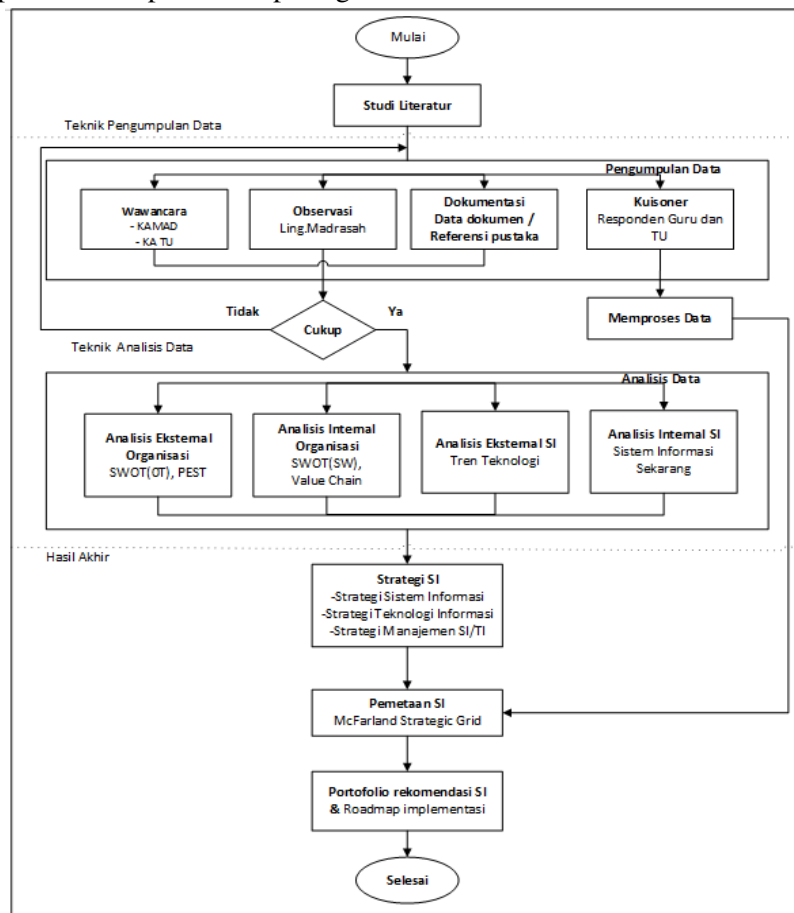 Mulai
Studi Literatur
Teknik Pengumpulan Data
Pengumpulan Data
Wawancara
- KAMAD
- KA TU
Observasi
Ling.Madrasah
Dokumentasi
Data dokumen /
Referensi pustaka
Kuisoner
Responden Guru dan
TU
Tidak
Cukup
Ya
Memproses Data
Teknik Analisis Data
Analisis Data
Analisis Eksternal
Organisasi
SWOT(OT), PEST
Analisis Internal
Organisasi
SWOT(SW),
Value Chain
Analisis Eksternal SI
Tren Teknologi
Analisis Internal SI
Sistem Informasi
Sekarang
Hasil Akhir
Strategi SI
-Strategi Sistem Informasi
-Strategi Teknologi Informasi
-Strategi Manajemen SI/TI
Pemetaan SI
McFarland Strategic Grid
Portofolio rekomendasi SI
& Roadmap implementasi
Selesai